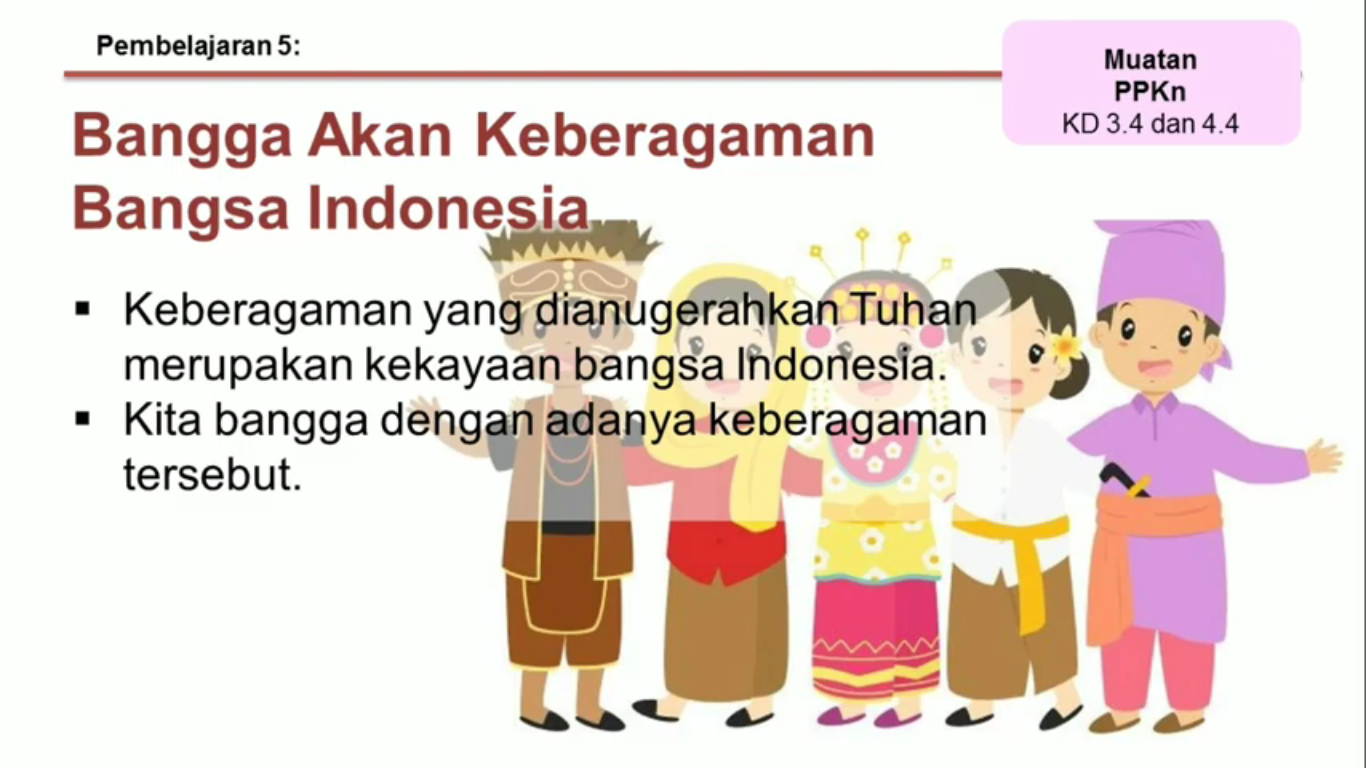 Pembelajaran 5:
Muatan
PPKn
KD 3.4 dan 4.4
Bangga Akan Keberagaman
Bangsa Indonesia
▪ Keberagaman yang dianugerahkan Tuhan
merupakan kekayaan bangsa Indonesia.
▪ Kita bangga dengan adanya keberagaman
tersebut.